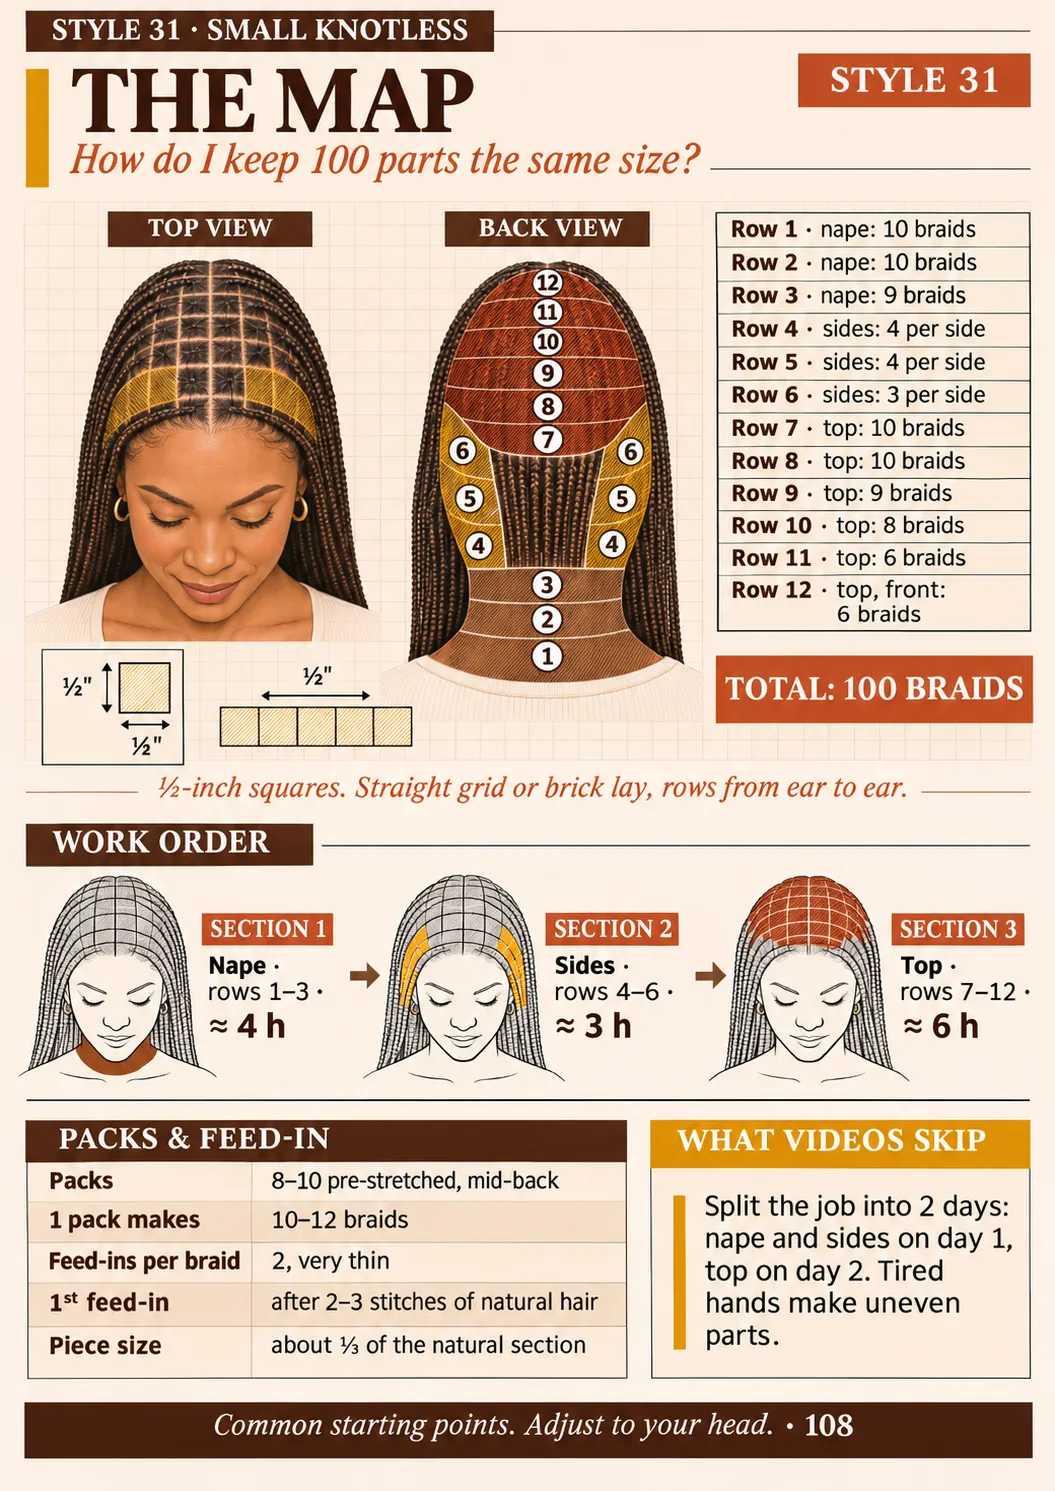 STYLE 31 · SMALL KNOTLESS
THE MAP
STYLE 31
How do I keep 100 parts the same size?
TOP VIEW
BACK VIEW
12
11
10
9
8
7
6
6
5
5
4
4
3
2
1
Row 1 · nape: 10 braids
Row 2 · nape: 10 braids
Row 3 · nape: 9 braids
Row 4 · sides: 4 per side
Row 5 · sides: 4 per side
Row 6 · sides: 3 per side
Row 7 · top: 10 braids
Row 8 · top: 10 braids
Row 9 · top: 9 braids
Row 10 · top: 8 braids
Row 11 · top: 6 braids
Row 12 · top, front:
6 braids
TOTAL: 100 BRAIDS
½"
½"
½"
½-inch squares. Straight grid or brick lay, rows from ear to ear.
WORK ORDER
SECTION 1
Nape ·
rows 1–3 ·
≈ 4 h
SECTION 2
Sides ·
rows 4–6 ·
≈ 3 h
SECTION 3
Top ·
rows 7–12 ·
≈ 6 h
PACKS & FEED-IN
Packs 8–10 pre-stretched, mid-back
1 pack makes 10–12 braids
Feed-ins per braid 2, very thin
1st feed-in after 2–3 stitches of natural hair
Piece size about ⅓ of the natural section
WHAT VIDEOS SKIP
Split the job into 2 days:
nape and sides on day 1,
top on day 2. Tired
hands make uneven
parts.
Common starting points. Adjust to your head. · 108